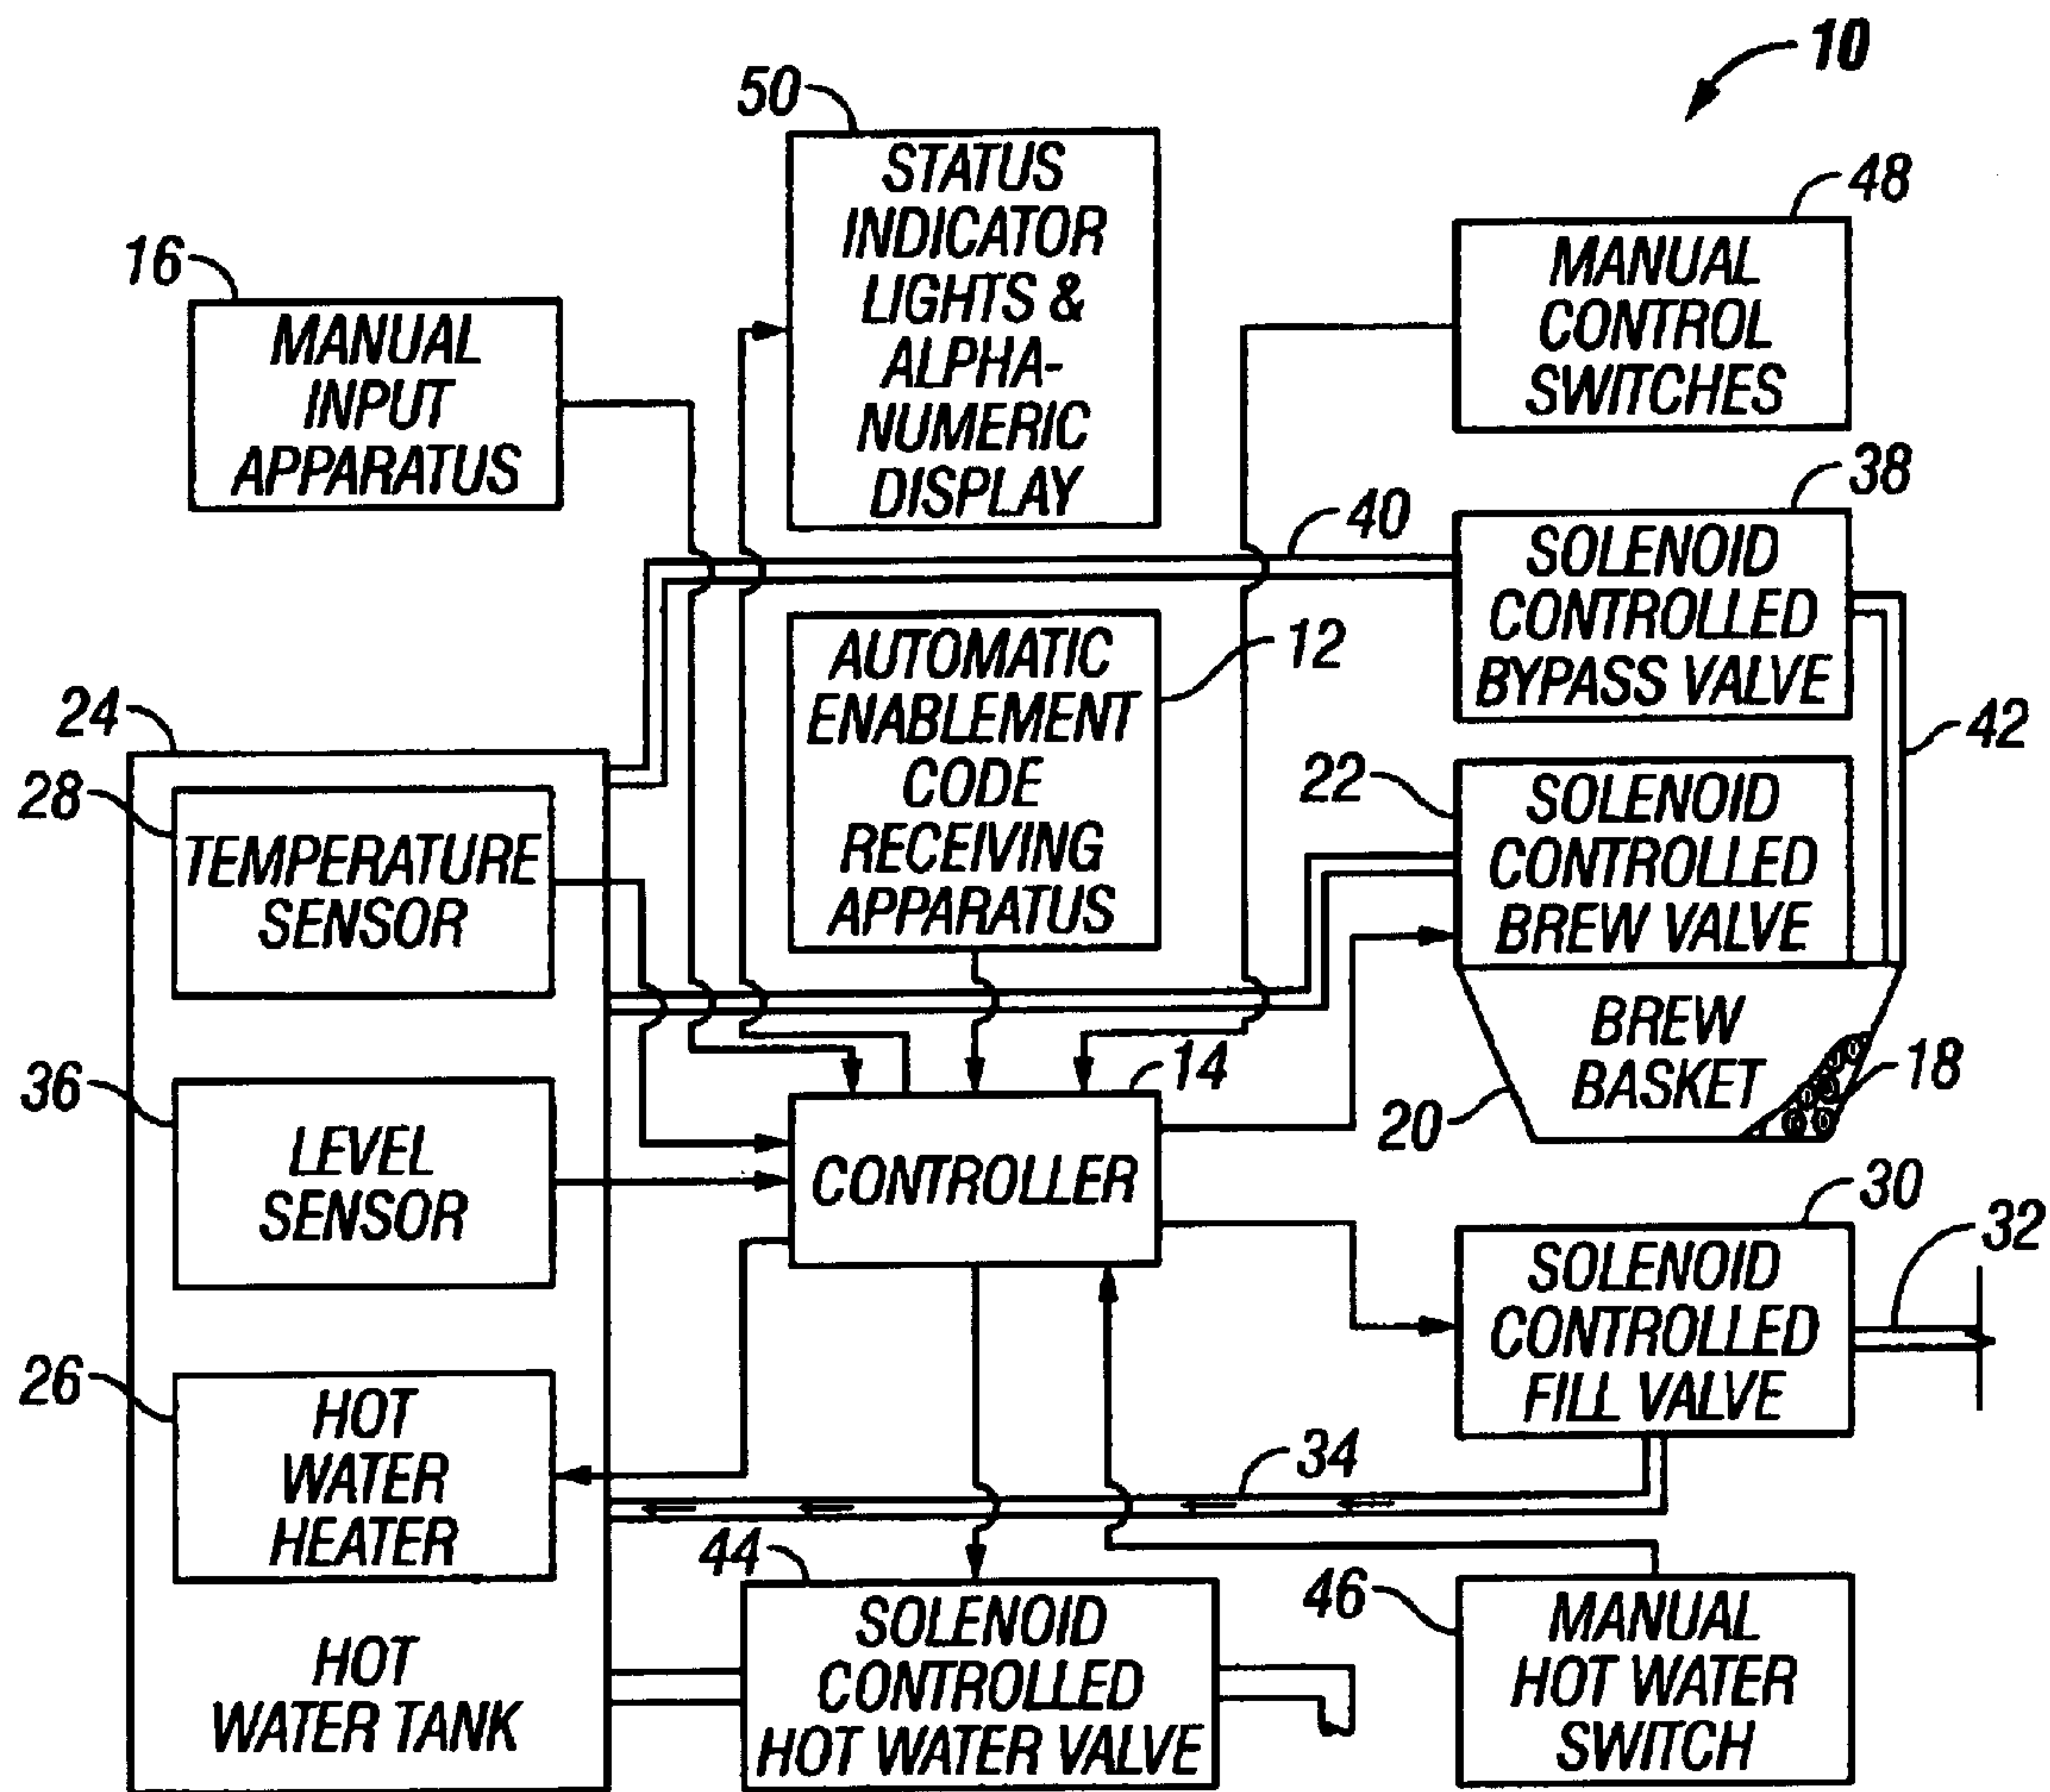 10
50
STATUS
INDICATOR
LIGHTS &
ALPHA-
NUMERIC
DISPLAY
48
MANUAL
CONTROL
SWITCHES
16
MANUAL
INPUT
APPARATUS
40
38
SOLENOID
CONTROLLED
BYPASS VALVE
12
AUTOMATIC
ENABLEMENT
CODE
RECEIVING
APPARATUS
42
24
28
TEMPERATURE
SENSOR
22
SOLENOID
CONTROLLED
BREW VALVE
BREW
BASKET
18
20
36
LEVEL
SENSOR
14
CONTROLLER
30
SOLENOID
CONTROLLED
FILL VALVE
32
26
HOT
WATER
HEATER
34
HOT
WATER TANK
44
SOLENOID
CONTROLLED
HOT WATER VALVE
46
MANUAL
HOT WATER
SWITCH